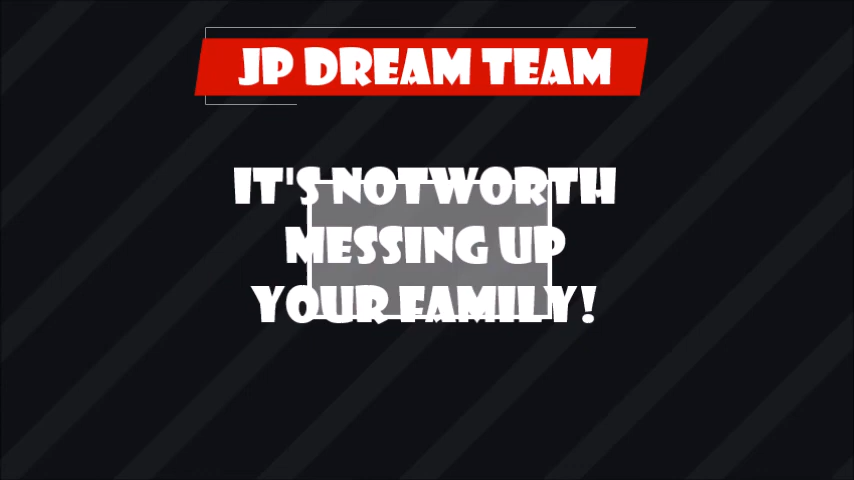 JP DREAM TEAM
IT'S NOTWORTH
MESSING UP
YOUR FAMILY!